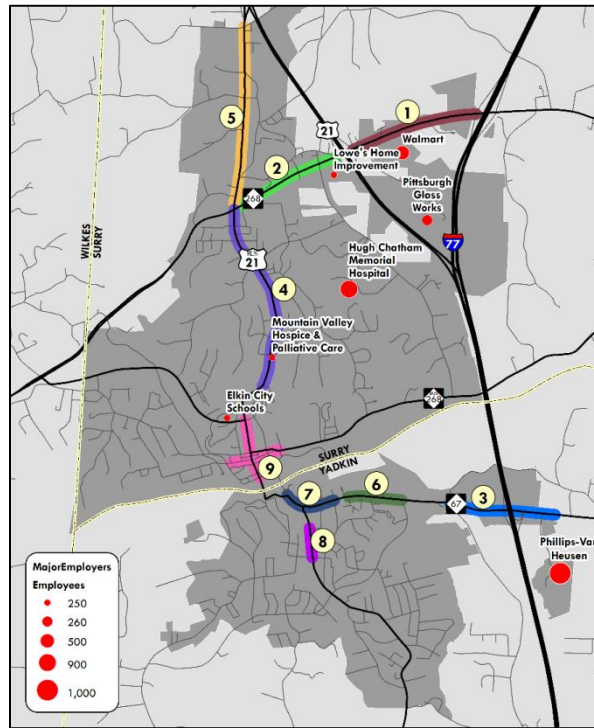 1
5
21
Walmart
Lowe's Home
Improvement
2
Pittsburgh
Glass
Works
268
77
WILKES
SURRY
Hugh Chatham
Memorial
Hospital
21
4
Mountain Valley
Hospice &
Palliative Care
Elkin City
Schools
268
SURRY
YADKIN
9
7
6
67
3
8
Phillips-Van
Heusen
MajorEmployers
Employees
250
260
500
900
1,000